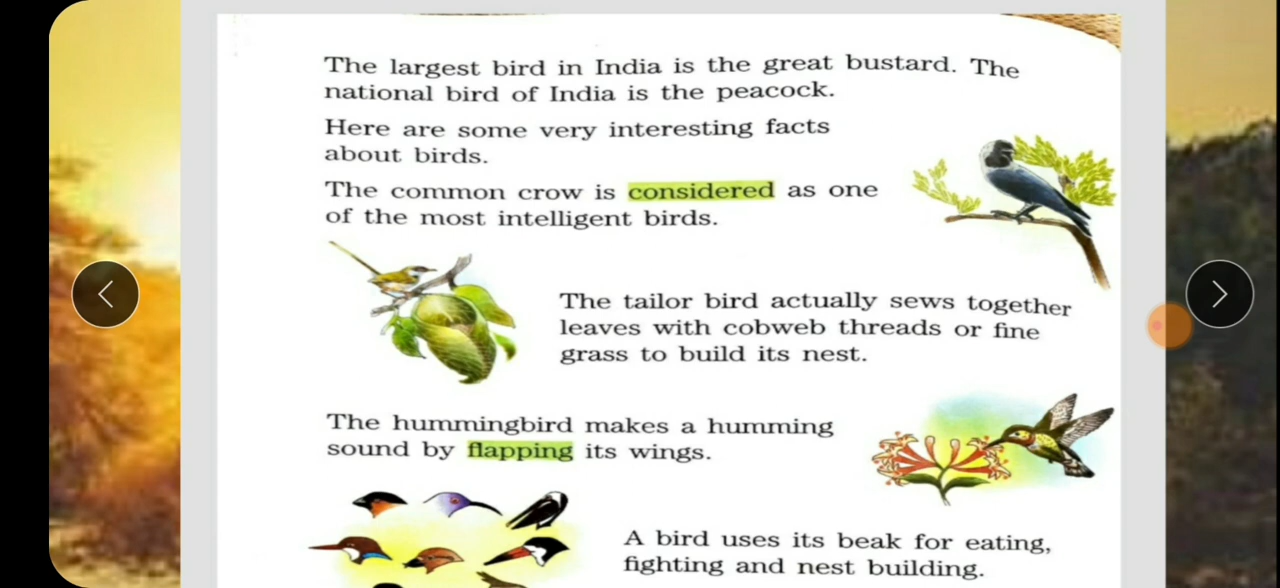 The largest bird in India is the great bustard. The
national bird of India is the peacock.
Here are some very interesting facts
about birds.
The common crow is considered as one
of the most intelligent birds.
The tailor bird actually sews together
leaves with cobweb threads or fine
grass to build its nest.
The hummingbird makes a humming
sound by flapping its wings.
A bird uses its beak for eating,
fighting and nest building.